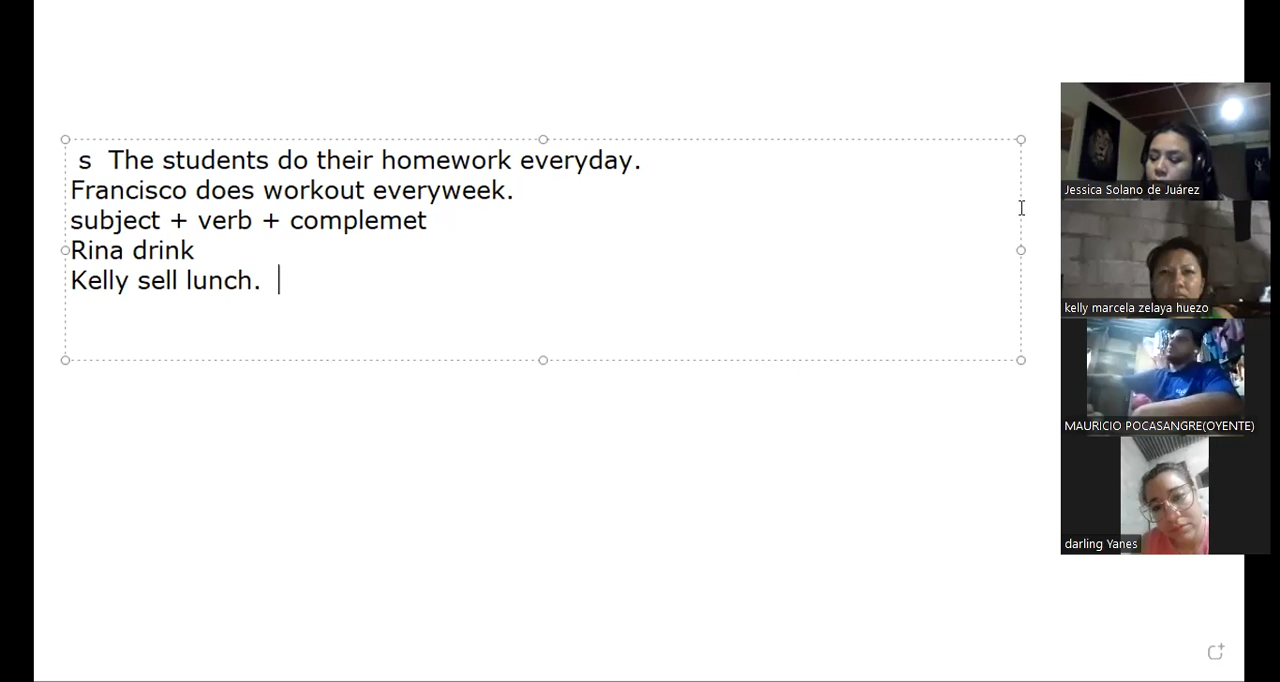 s The students do their homework everyday.
Francisco does workout everyweek.
subject + verb + complemet
Rina drink
Kelly sell lunch.
Jessica Solano de Juárez
kelly marcela zelaya huezo
MAURICIO POCASANGRE(OYENTE)
darling Yanes